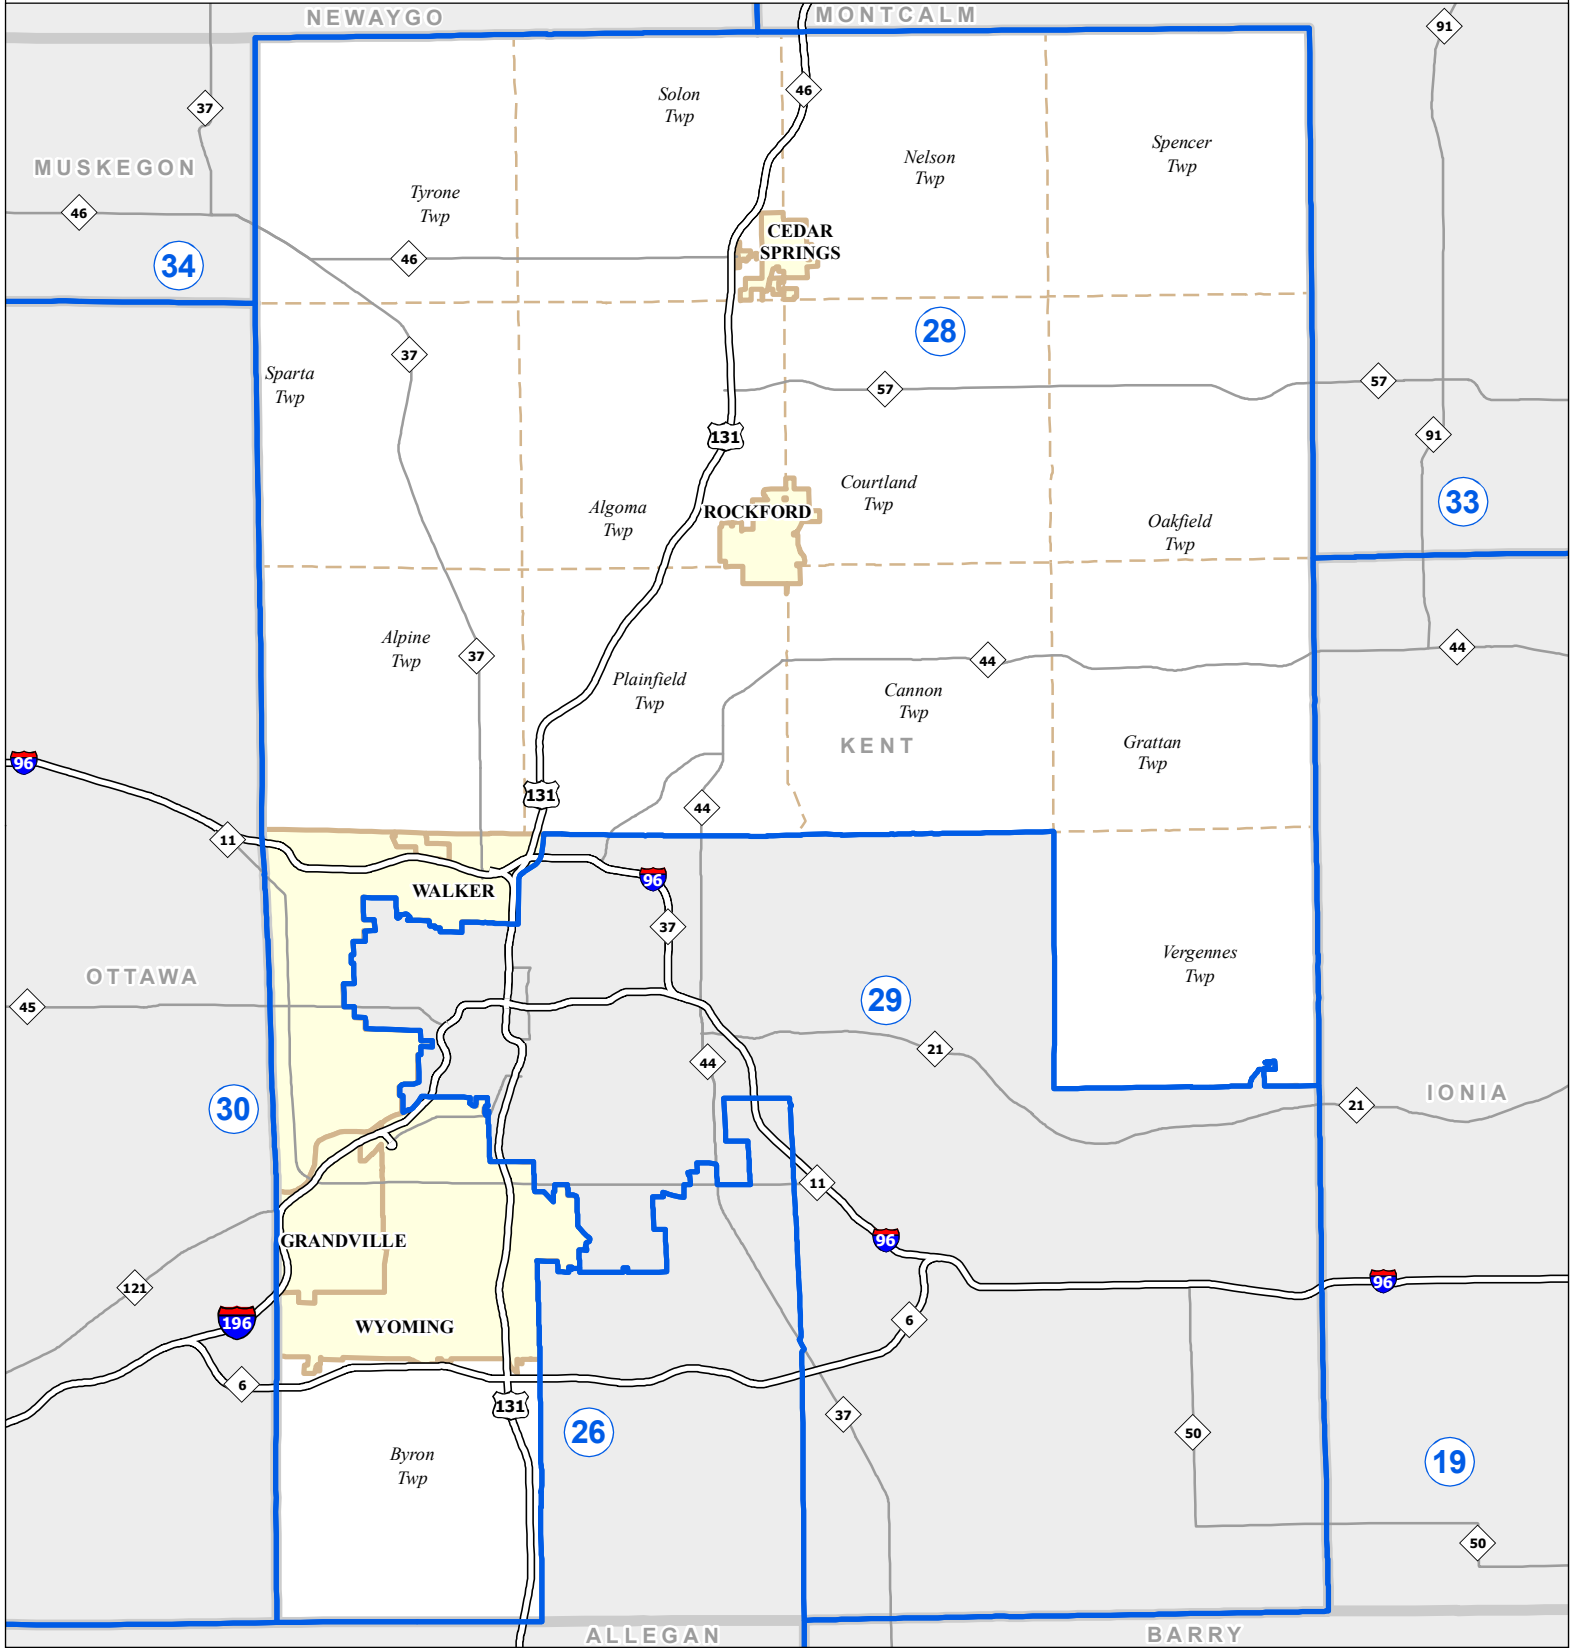 NEWAYGO
MONTCALM
91
37
46
Solon
Twp
Nelson
Twp
Spencer
Twp
MUSKEGON
Tyrone
Twp
46
CEDAR
SPRINGS
34
46
28
37
Sparta
Twp
57
57
131
91
Courtland
Twp
33
Algoma
Twp
ROCKFORD
Oakfield
Twp
Alpine
Twp
37
44
44
Plainfield
Twp
Cannon
Twp
KENT
Grattan
Twp
96
131
44
11
96
WALKER
37
Vergennes
Twp
OTTAWA
45
29
21
44
30
IONIA
21
11
GRANDVILLE
96
121
96
196
WYOMING
6
6
131
37
26
50
Byron
Twp
19
50
ALLEGAN
BARRY